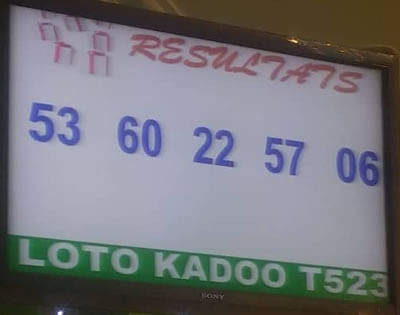 RESULTATS
53 60 22 57 06
LOTO KADOO T523
SONY